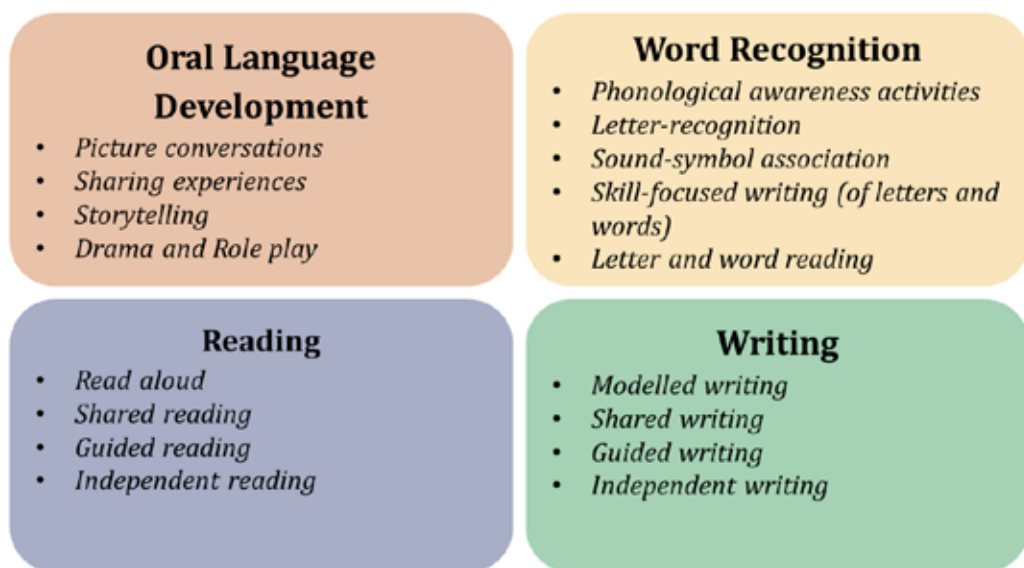 Oral Language
Development
• Picture conversations
• Sharing experiences
• Storytelling
• Drama and Role play
Word Recognition
• Phonological awareness activities
• Letter-recognition
• Sound-symbol association
• Skill-focused writing (of letters and
words)
• Letter and word reading
Reading
• Read aloud
• Shared reading
• Guided reading
• Independent reading
Writing
• Modelled writing
• Shared writing
• Guided writing
• Independent writing